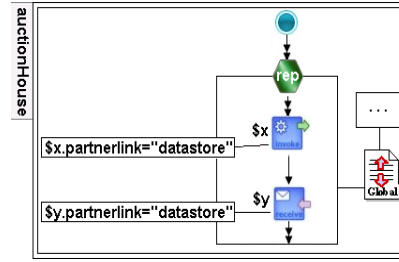 auctionHouse
rep
$x
invoke
$x.partnerlink="datastore"
...
Global
$y
receive
$y.partnerlink="datastore"